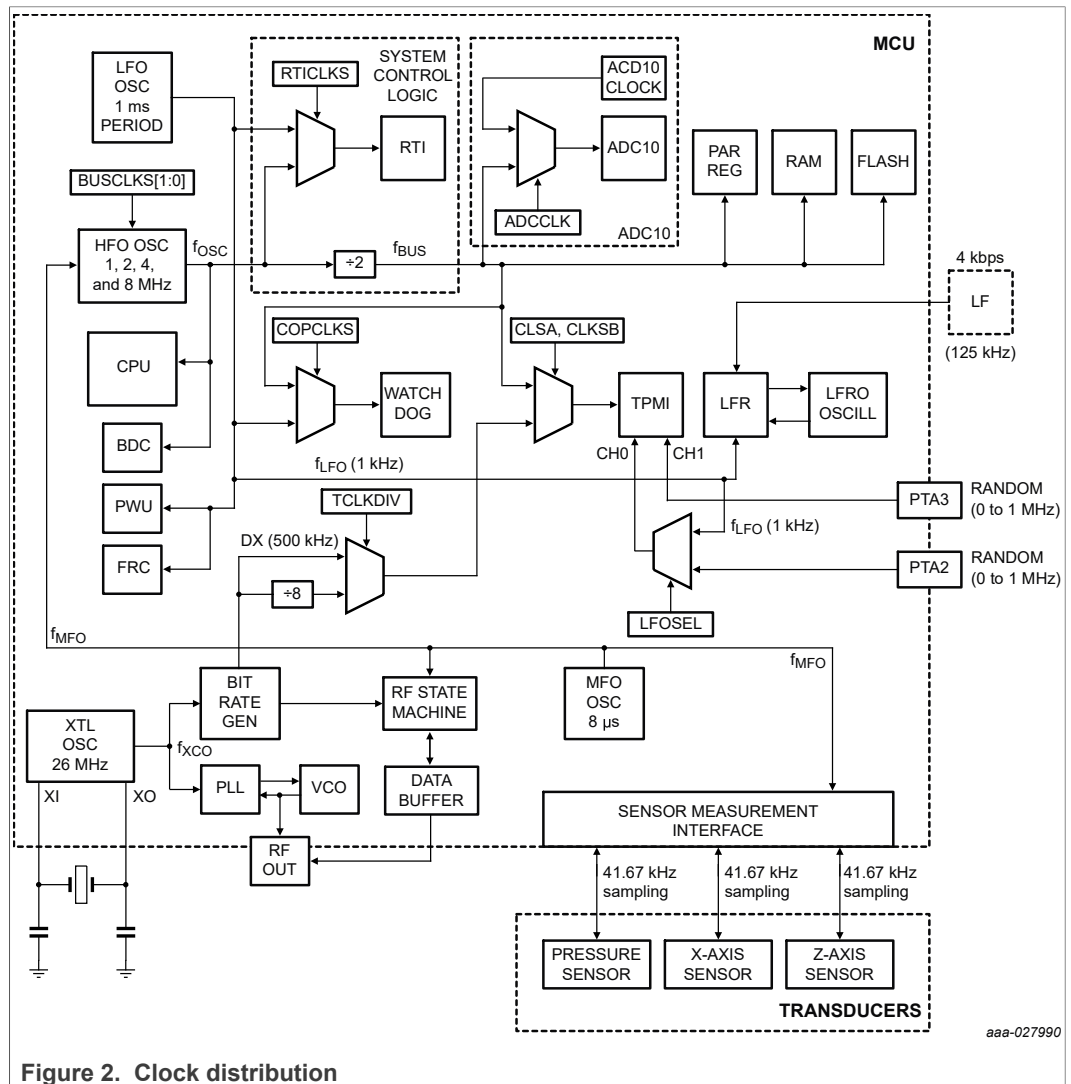 MCU
LFO
OSC
1 ms
PERIOD
RTICLKS
SYSTEM
CONTROL
LOGIC
RTI
ACD10
CLOCK
ADC10
ADCCLK
ADC10
PAR
REG
RAM
FLASH
BUSCLKS[1:0]
HFO OSC
1, 2, 4,
and 8 MHz
fOSC
÷2
fBUS
4 kbps
LF
(125 kHz)
CPU
COPCLKS
WATCH
DOG
CLSA, CLKSB
TPMI
LFR
LFRO
OSCILL
BDC
CH0
CH1
fLFO (1 kHz)
PWU
FRC
TCLKDIV
DX (500 kHz)
÷8
fLFO (1 kHz)
PTA3
RANDOM
(0 to 1 MHz)
PTA2
RANDOM
(0 to 1 MHz)
LFOSEL
fMFO
fMFO
BIT
RATE
GEN
RF STATE
MACHINE
MFO
OSC
8 µs
XTL
OSC
26 MHz
fXCO
XI
XO
PLL
VCO
DATA
BUFFER
RF
OUT
SENSOR MEASUREMENT
INTERFACE
41.67 kHz
sampling
41.67 kHz
sampling
41.67 kHz
sampling
PRESSURE
SENSOR
X-AXIS
SENSOR
Z-AXIS
SENSOR
TRANSDUCERS
aaa-027990
Figure 2. Clock distribution